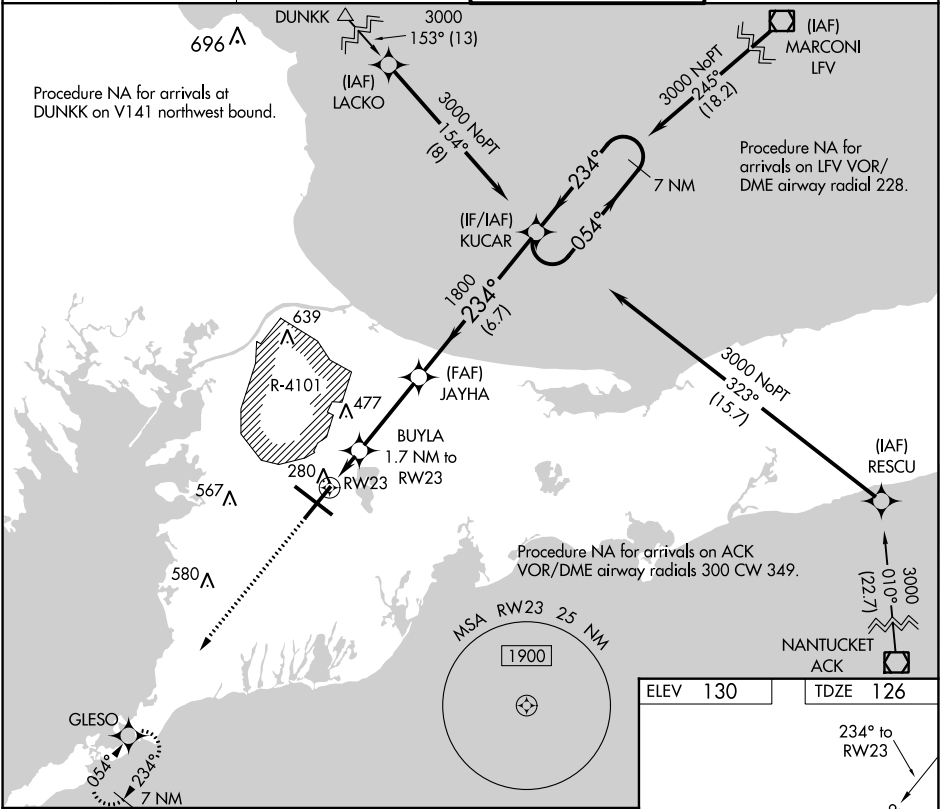 DUNKK
3000
153° (13)
696
(IAF)
LACKO
(IAF)
MARCONI
LFV
Procedure NA for arrivals at
DUNKK on V141 northwest bound.
3000 NoPT
154°
(8)
3000 NoPT
245°
(18.2)
Procedure NA for
arrivals on LFV VOR/
DME airway radial 228.
234°
7 NM
054°
(IF/IAF)
KUCAR
1800
234°
(6.7)
639
R-4101
477
(FAF)
JAYHA
3000 NoPT
323°
(15.7)
BUYLA
1.7 NM to
RW23
280
RW23
567
(IAF)
RESCU
Procedure NA for arrivals on ACK
VOR/DME airway radials 300 CW 349.
580
3000
010°
(22.7)
MSA RW23 25 NM
1900
NANTUCKET
ACK
ELEV 130
TDZE 126
GLESO
054°
234°
7 NM
234° to
RW23